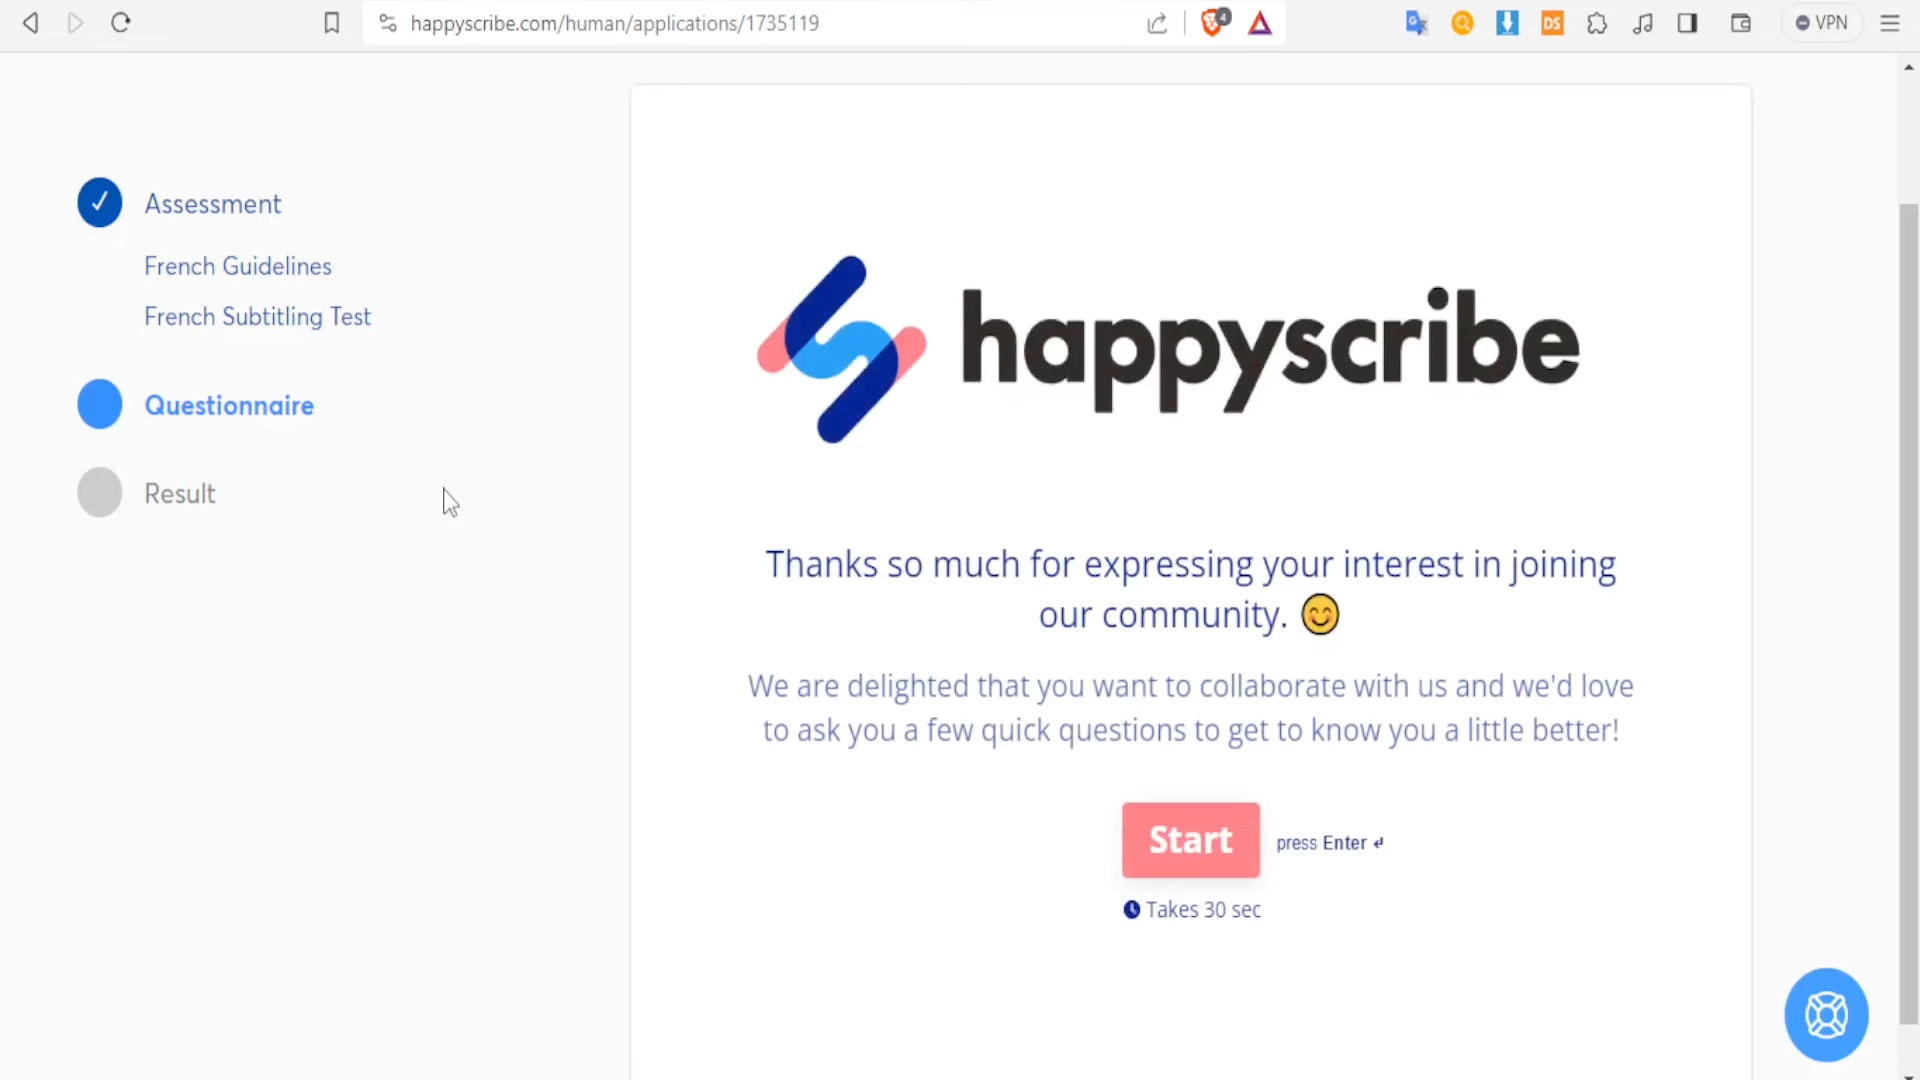 happyscribe.com/human/applications/1735119
4
DS
VPN
✓ Assessment
French Guidelines
French Subtitling Test
Questionnaire
Result
happyscribe
Thanks so much for expressing your interest in joining
our community. 😊
We are delighted that you want to collaborate with us and we'd love
to ask you a few quick questions to get to know you a little better!
Start
press Enter ↵
Takes 30 sec